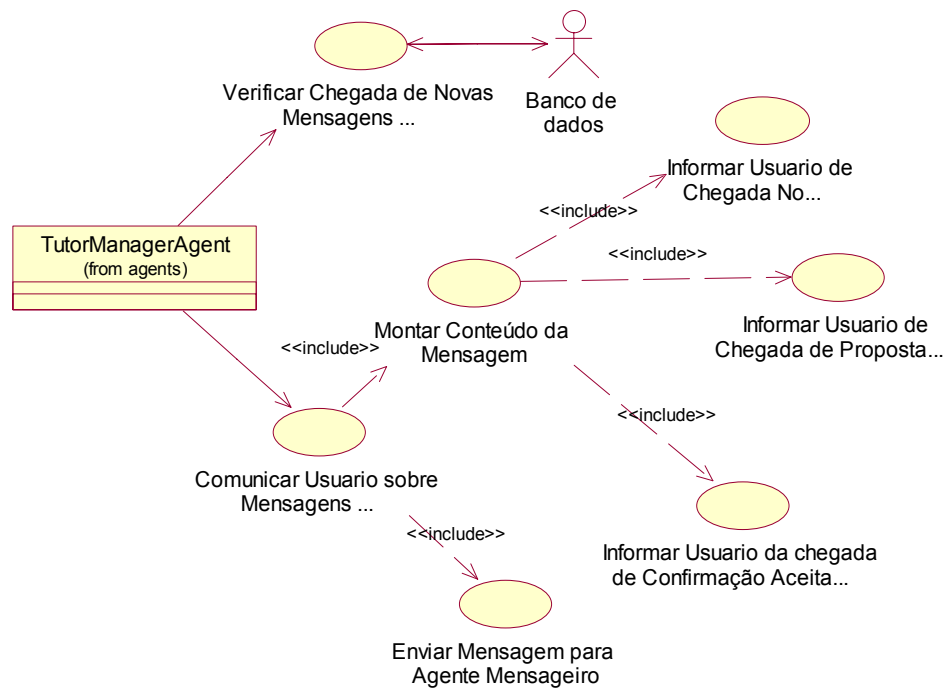 Verificar Chegada de Novas
Mensagens ...
Banco de
dados
Informar Usuario de
Chegada No...
<<include>>
TutorManagerAgent
(from agents)
<<include>>
Informar Usuario de
Chegada de Proposta...
Montar Conteúdo da
Mensagem
<<include>>
<<include>>
Comunicar Usuario sobre
Mensagens ...
<<include>>
Informar Usuario da chegada
de Confirmação Aceita...
Enviar Mensagem para
Agente Mensageiro